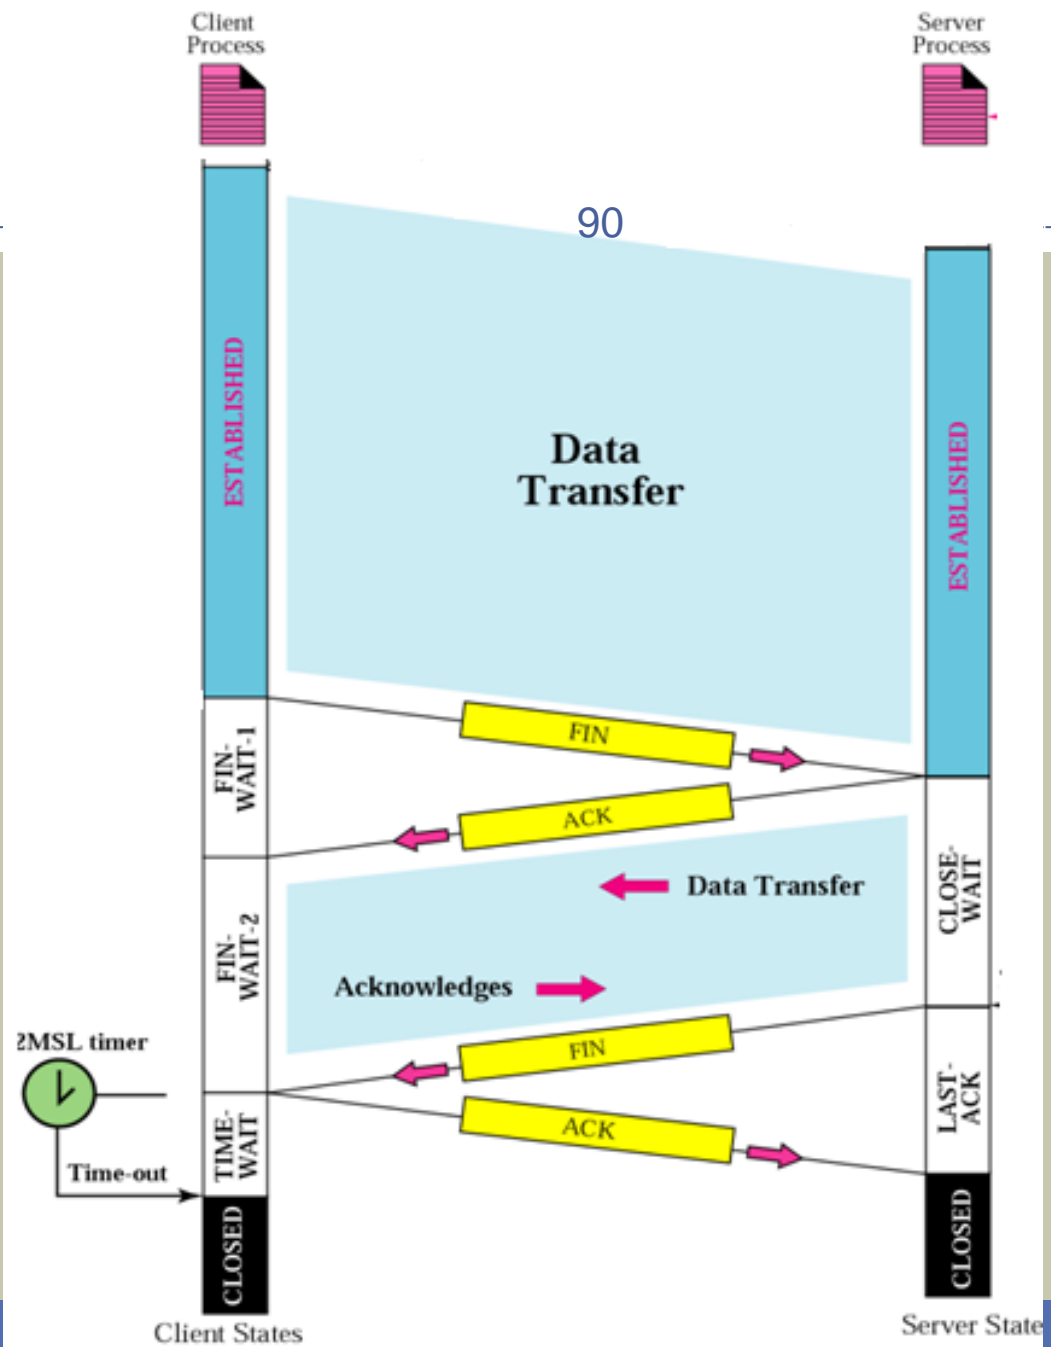 Client
Process
Server
Process
90
ESTABLISHED
ESTABLISHED
Data
Transfer
FIN
FIN-
WAIT-1
ACK
Data Transfer
CLOSE-
WAIT
FIN-
WAIT-2
Acknowledges
FIN
2MSL timer
LAST-
ACK
ACK
TIME-
WAIT
Time-out
CLOSED
CLOSED
Client States
Server State